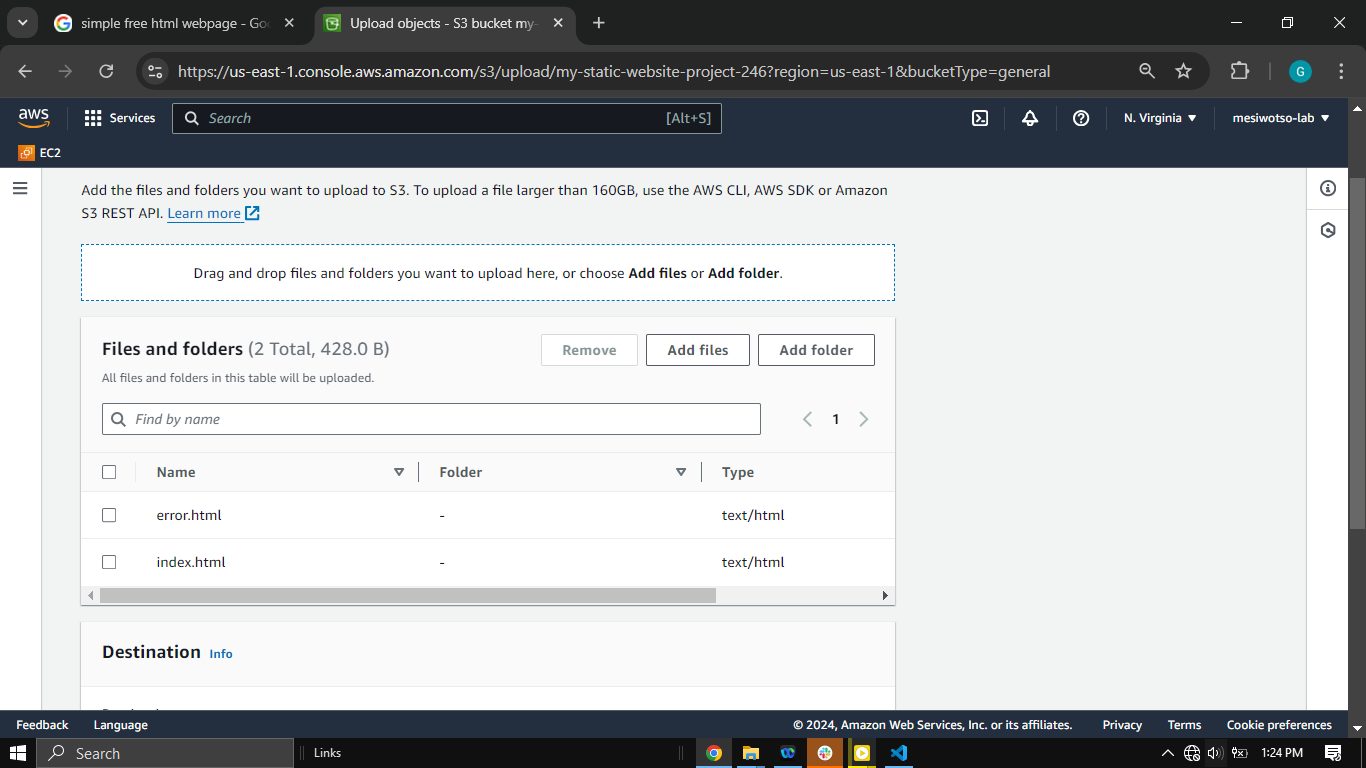 simple free html webpage - Goo
Upload objects - S3 bucket my-
https://us-east-1.console.aws.amazon.com/s3/upload/my-static-website-project-246?region=us-east-1&bucketType=general
G
aws
Services
Search
[Alt+S]
N. Virginia
mesiwotso-lab
EC2
Add the files and folders you want to upload to S3. To upload a file larger than 160GB, use the AWS CLI, AWS SDK or Amazon
S3 REST API. Learn more
Drag and drop files and folders you want to upload here, or choose Add files or Add folder.
Files and folders (2 Total, 428.0 B)
Remove
Add files
Add folder
All files and folders in this table will be uploaded.
Find by name
1
Name
Folder
Type
error.html
-
text/html
index.html
-
text/html
Destination Info
Feedback
Language
© 2024, Amazon Web Services, Inc. or its affiliates.
Privacy
Terms
Cookie preferences
Search
Links
1:24 PM